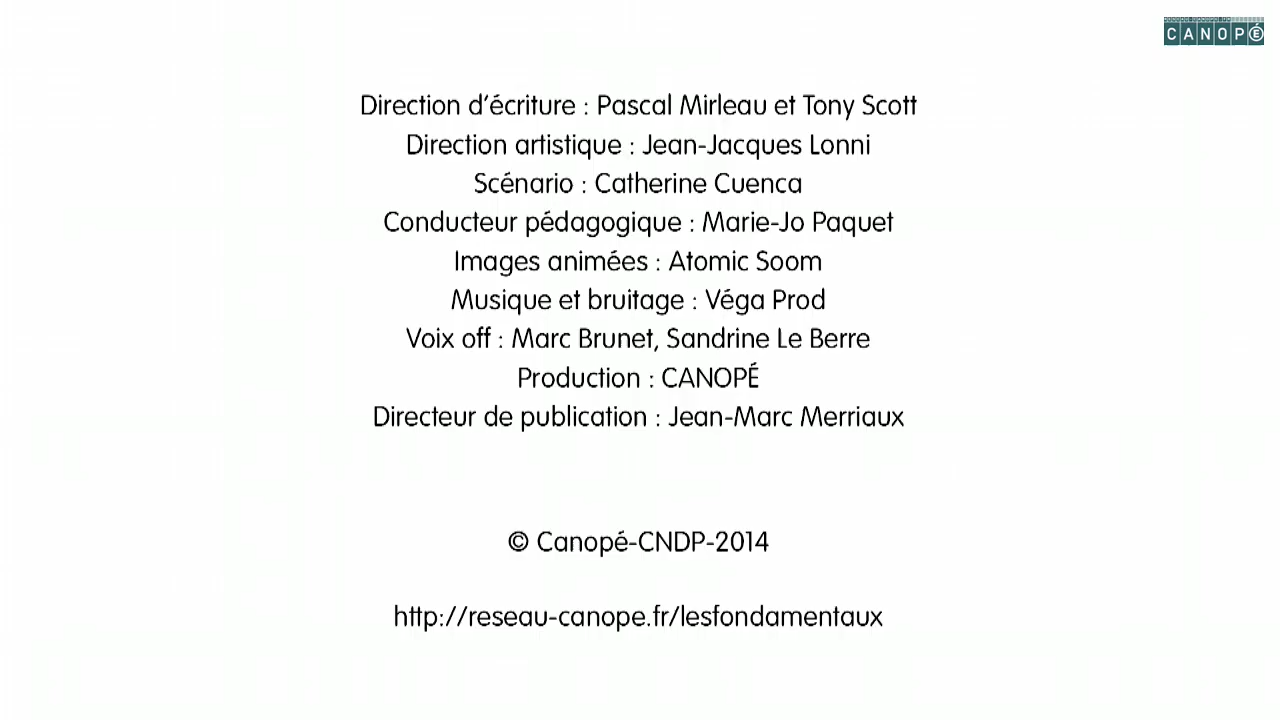 CANOPÉ
Direction d'écriture : Pascal Mirleau et Tony Scott
Direction artistique : Jean-Jacques Lonni
Scénario : Catherine Cuenca
Conducteur pédagogique : Marie-Jo Paquet
Images animées : Atomic Soom
Musique et bruitage : Véga Prod
Voix off : Marc Brunet, Sandrine Le Berre
Production : CANOPÉ
Directeur de publication : Jean-Marc Merriaux
© Canopé-CNDP-2014
http://reseau-canope.fr/lesfondamentaux